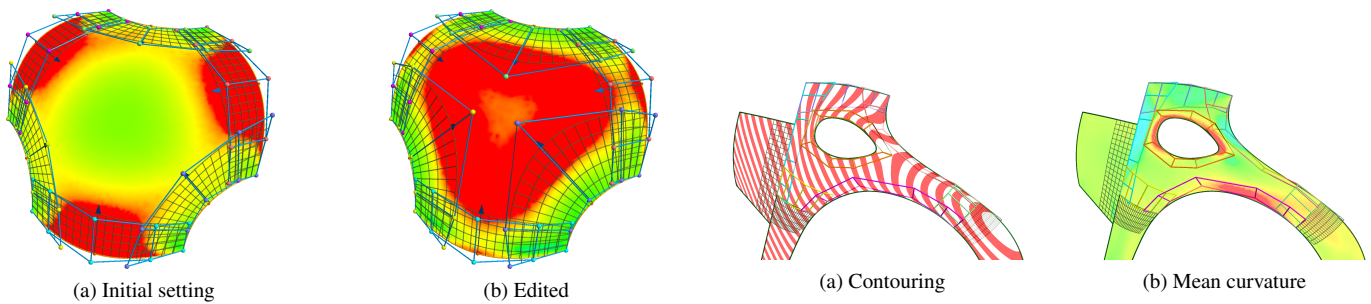 (a) Initial setting
(b) Edited
(a) Contouring
(b) Mean curvature